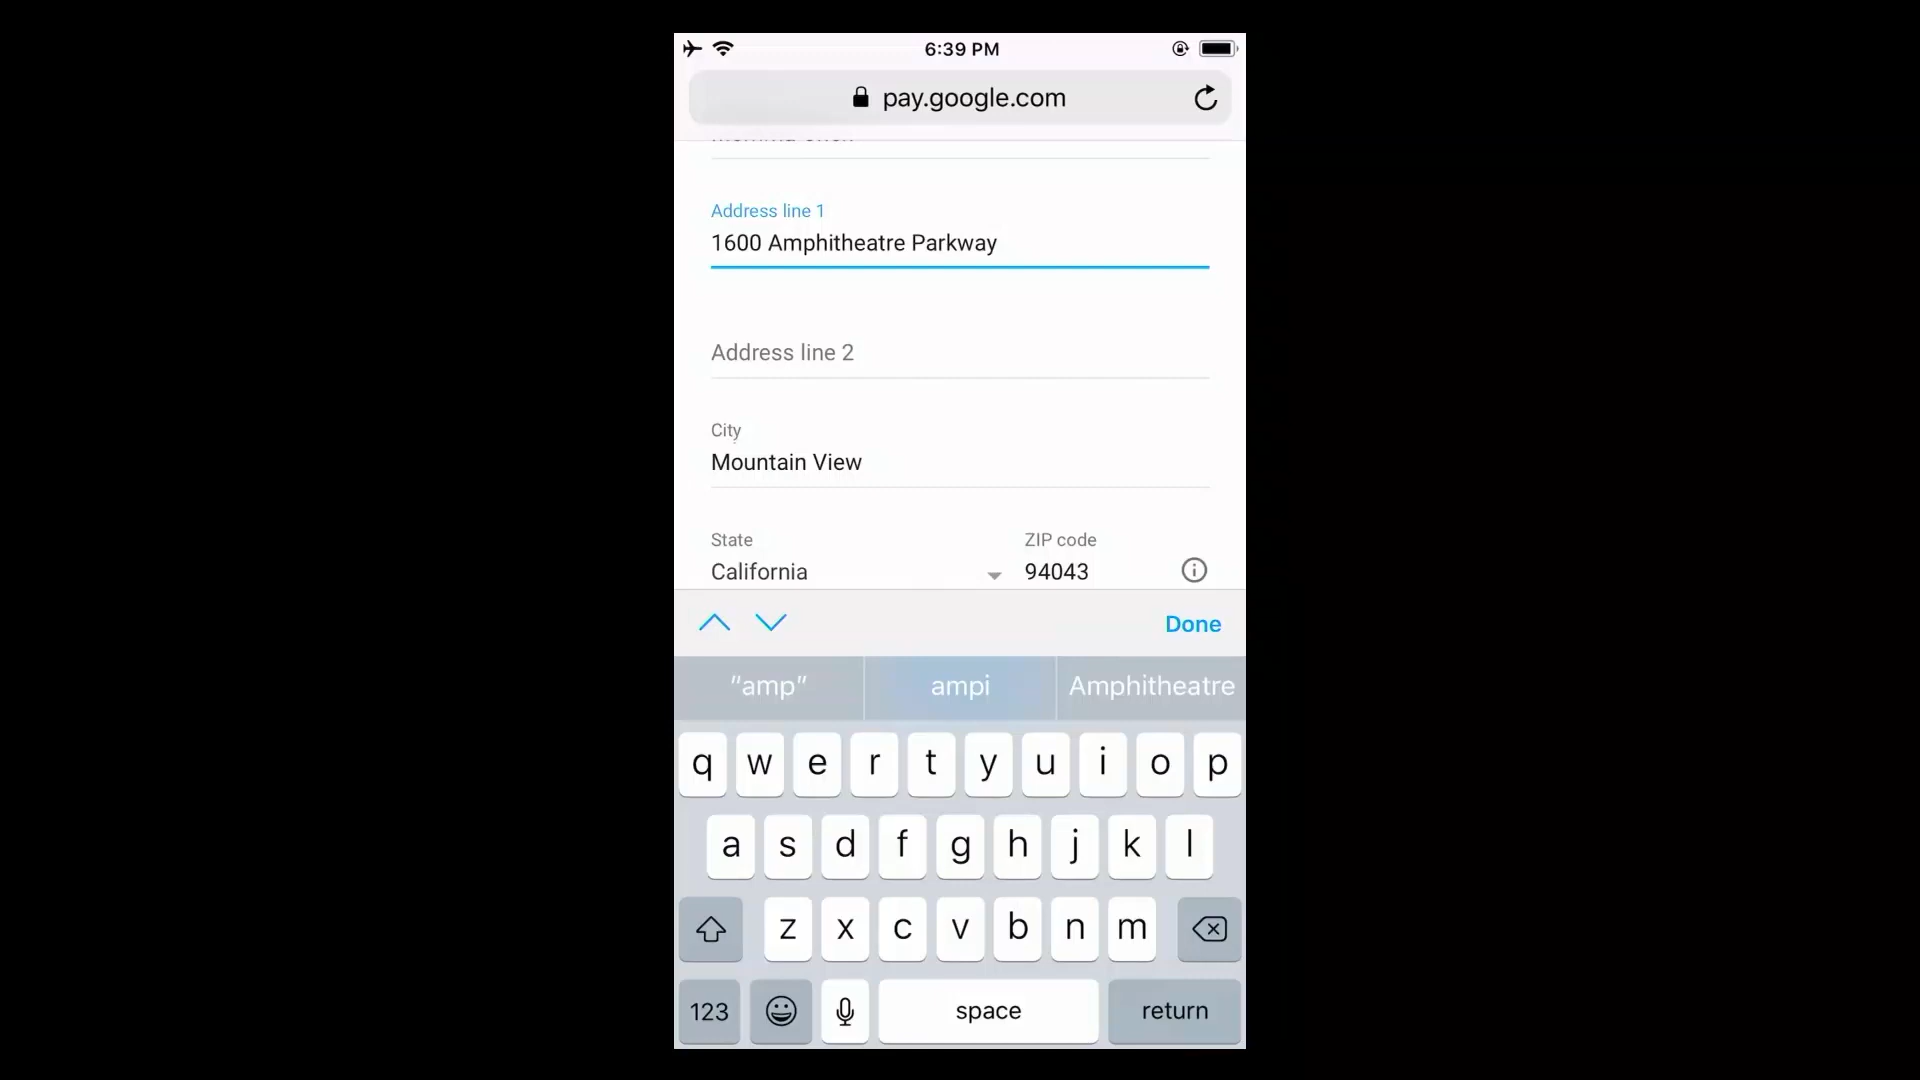 6:39 PM
pay.google.com
Address line 1
1600 Amphitheatre Parkway
Address line 2
City
Mountain View
State
ZIP code
California
94043
Done
"amp"
ampi
Amphitheatre
q w e r t y u i o p
a s d f g h j k l
z x c v b n m
123
space
return